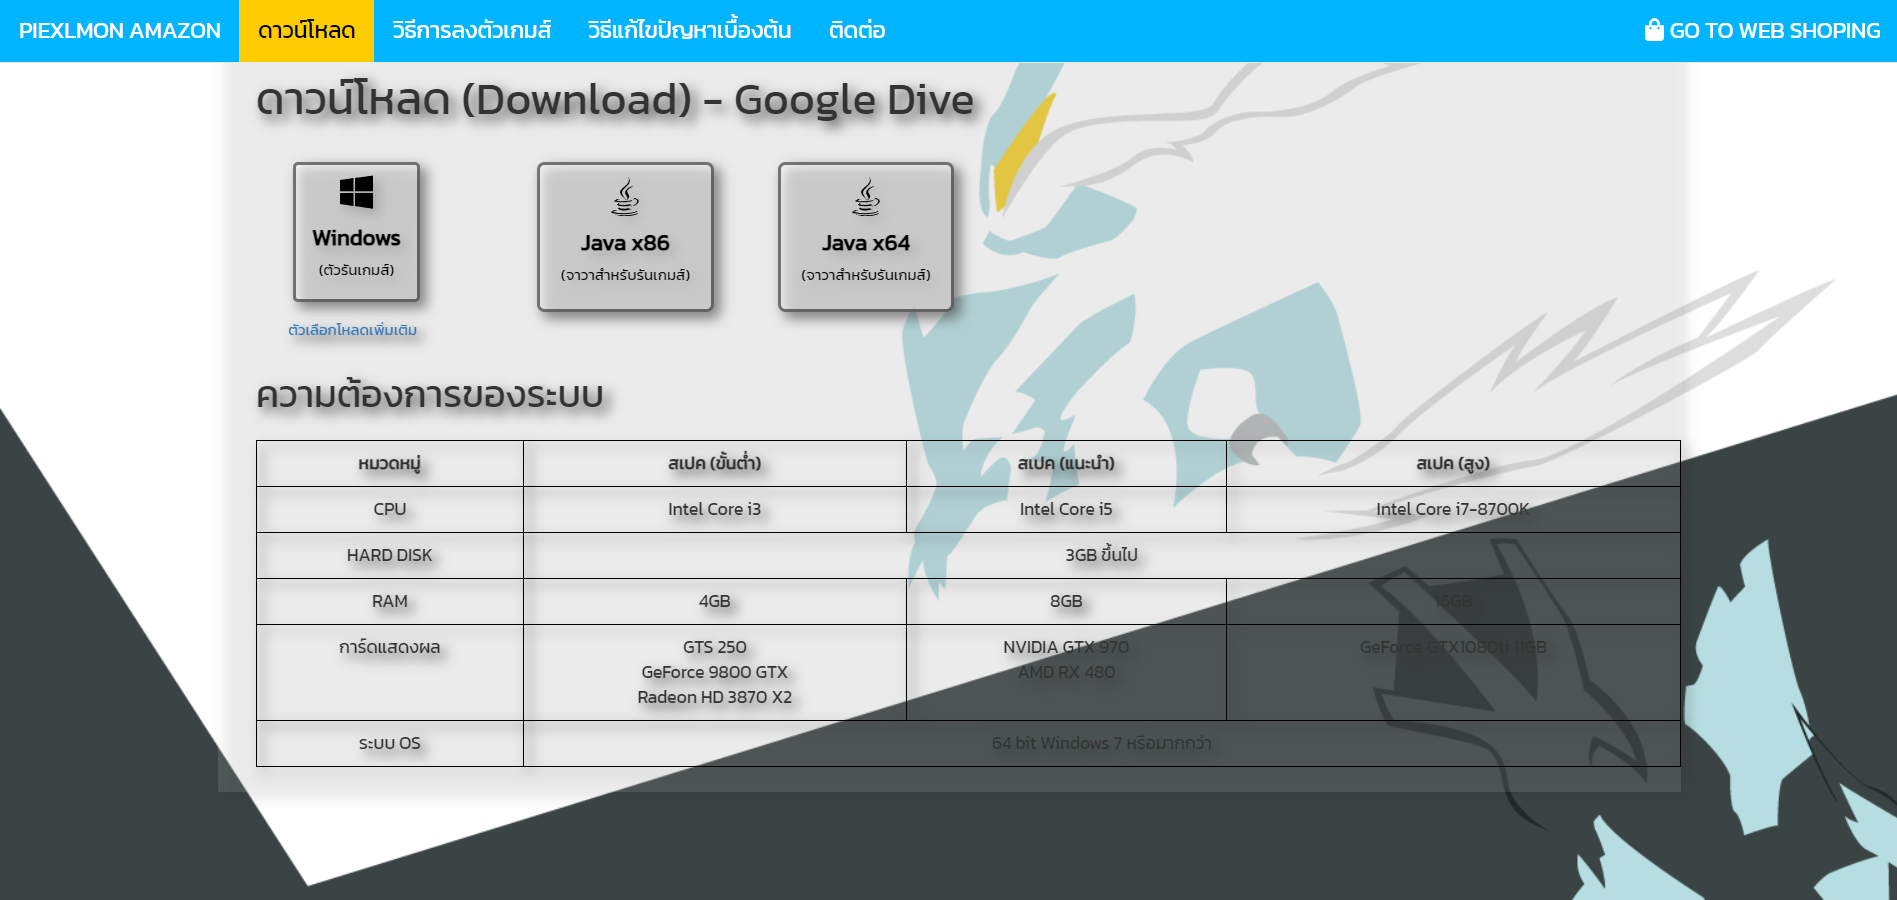 PIEXLMON AMAZON ดาวน์โหลด วิธีการลงตัวเกมส์ วิธีแก้ไขปัญหาเบื้องต้น ติดต่อ GO TO WEB SHOPING
ดาวน์โหลด (Download) - Google Dive
Windows
(ตัวรันเกมส์)
Java x86
(จาวาสำหรับรันเกมส์)
Java x64
(จาวาสำหรับรันเกมส์)
ตัวเลือกโหลดเพิ่มเติม
ความต้องการของระบบ
หมวดหมู่ สเปค (ขั้นต่ำ) สเปค (แนะนำ) สเปค (สูง)
CPU Intel Core i3 Intel Core i5 Intel Core i7-8700K
HARD DISK 3GB ขึ้นไป
RAM 4GB 8GB 16GB
การ์ดแสดงผล GTS 250 NVIDIA GTX 970 GeForce GTX1080ti 11GB
GeForce 9800 GTX AMD RX 480
Radeon HD 3870 X2
ระบบ OS 64 bit Windows 7 หรือมากกว่า